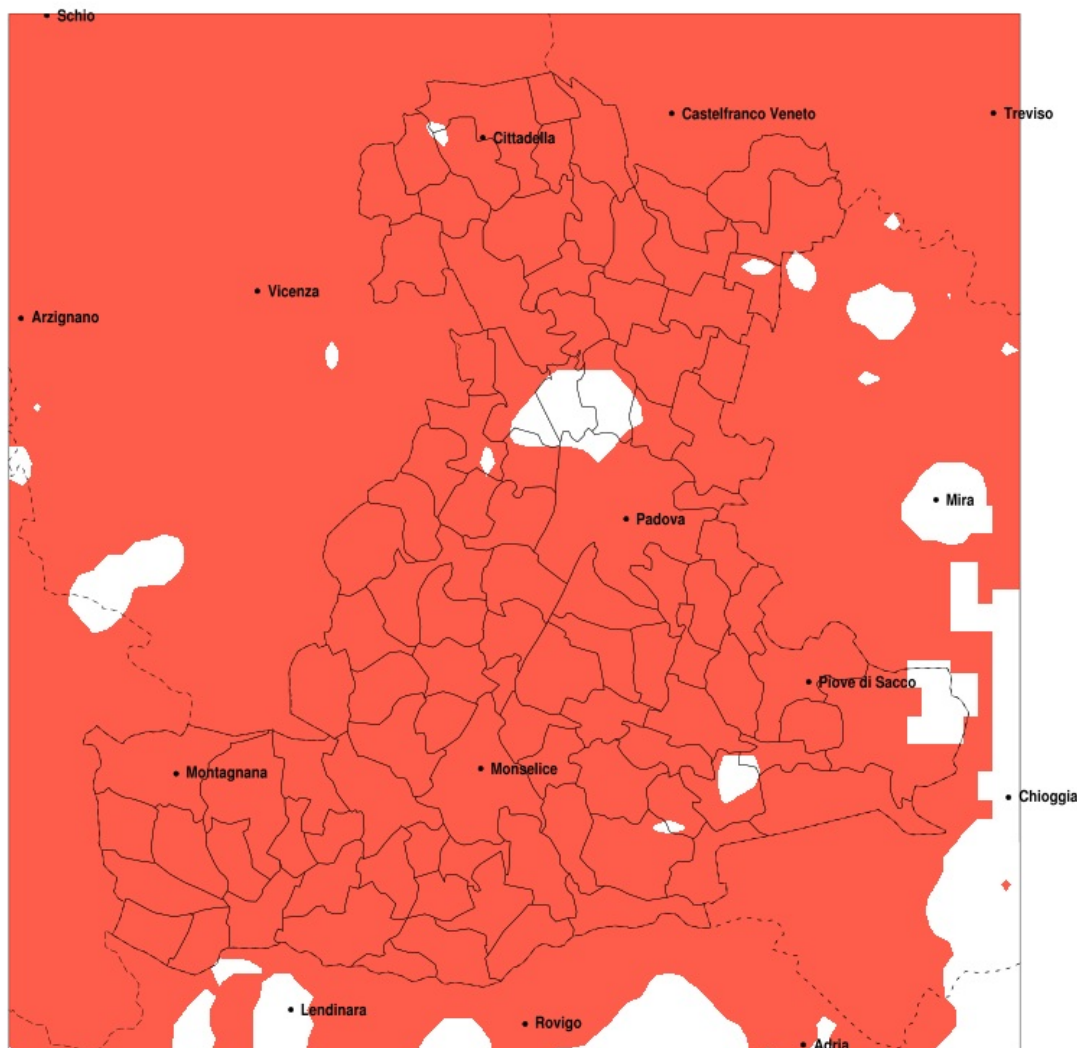 Schio
Castelfranco Veneto
Treviso
Cittadella
Vicenza
Arzignano
Mira
Padova
Piove di Sacco
Monselice
Montagnana
Chioggia
Lendinara
Rovigo
Adria